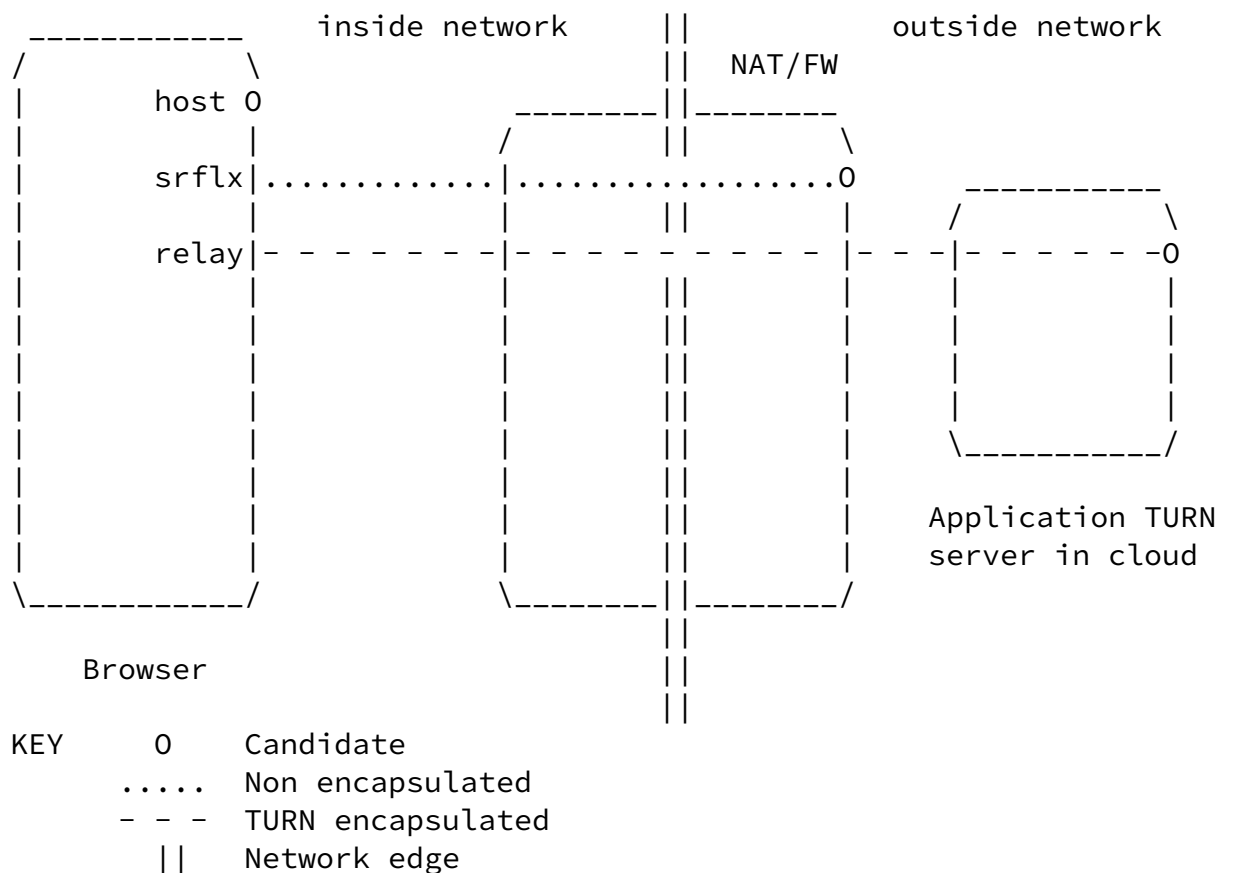 inside network || outside network
|| NAT/FW
host O
srflx|.............|..................O
relay|- - - - - - -|- - - - - - - - - |- - -|- - - - - -O
Application TURN
server in cloud
Browser
KEY O Candidate
..... Non encapsulated
- - - TURN encapsulated
|| Network edge